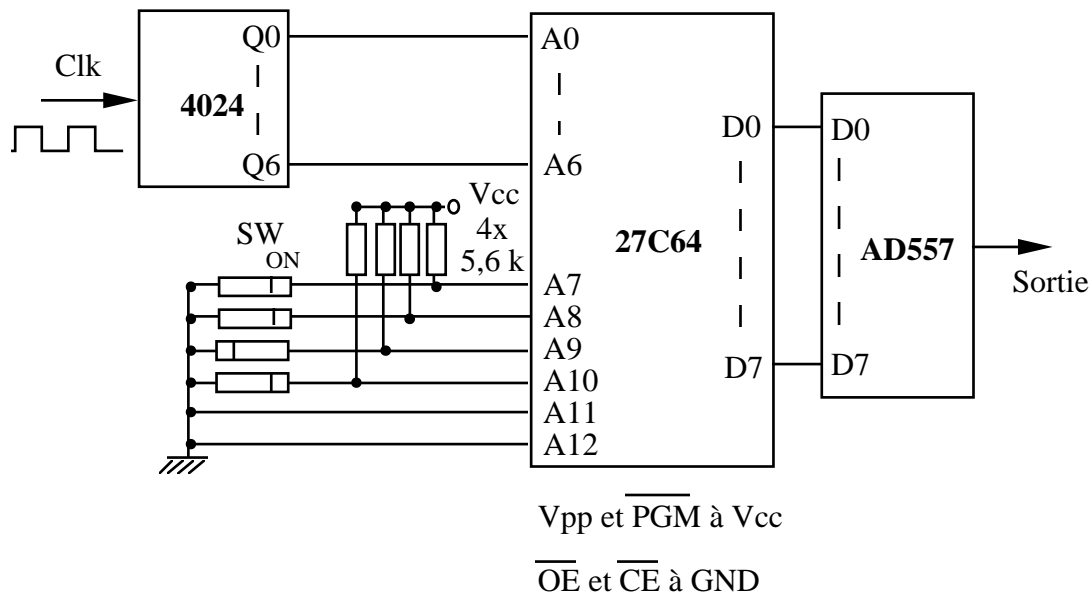 Clk
4024
Q0
Q6
SW
ON
Vcc
4x
5,6 k
A0
A6
A7
A8
A9
A10
A11
A12
27C64
D0
D7
D0
D7
AD557
Sortie
Vpp et PGM à Vcc
OE et CE à GND